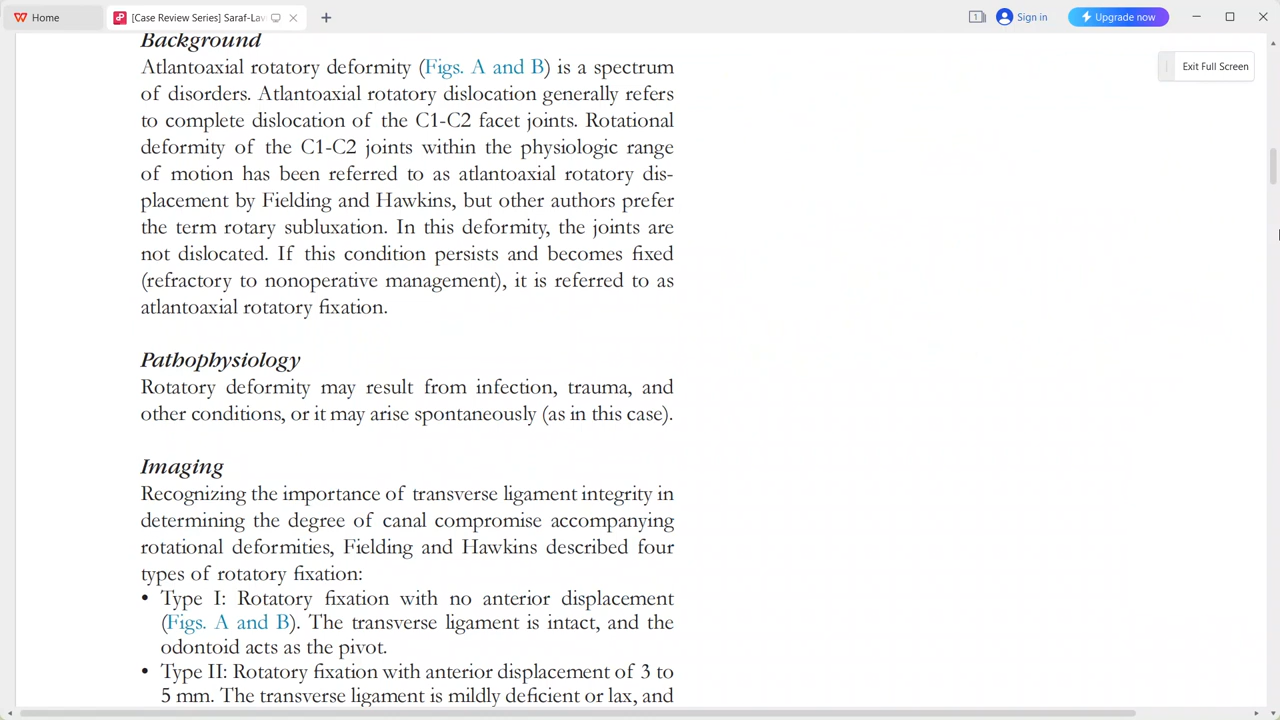 Home
[Case Review Series] Saraf-Lav
1
Sign in
Upgrade now
Exit Full Screen
Background
Atlantoaxial rotatory deformity (Figs. A and B) is a spectrum
of disorders. Atlantoaxial rotatory dislocation generally refers
to complete dislocation of the C1-C2 facet joints. Rotational
deformity of the C1-C2 joints within the physiologic range
of motion has been referred to as atlantoaxial rotatory dis-
placement by Fielding and Hawkins, but other authors prefer
the term rotary subluxation. In this deformity, the joints are
not dislocated. If this condition persists and becomes fixed
(refractory to nonoperative management), it is referred to as
atlantoaxial rotatory fixation.
Pathophysiology
Rotatory deformity may result from infection, trauma, and
other conditions, or it may arise spontaneously (as in this case).
Imaging
Recognizing the importance of transverse ligament integrity in
determining the degree of canal compromise accompanying
rotational deformities, Fielding and Hawkins described four
types of rotatory fixation:
• Type I: Rotatory fixation with no anterior displacement
(Figs. A and B). The transverse ligament is intact, and the
odontoid acts as the pivot.
• Type II: Rotatory fixation with anterior displacement of 3 to
5 mm. The transverse ligament is mildly deficient or lax, and